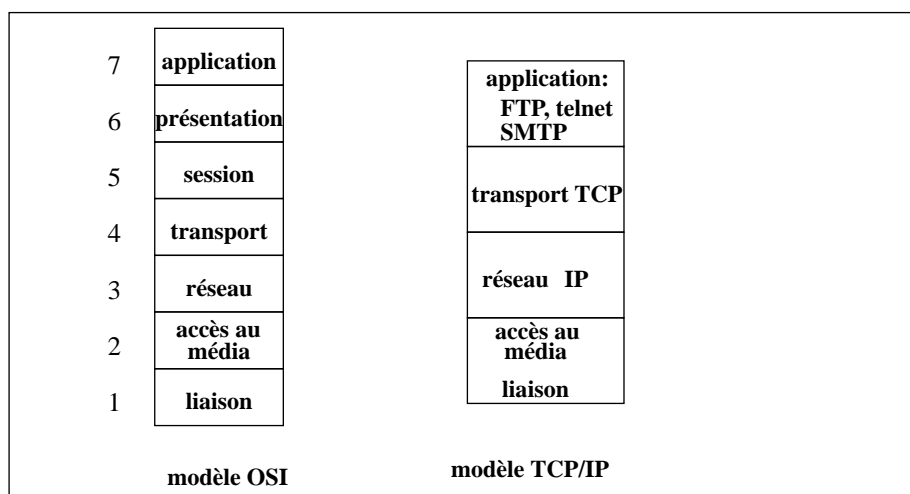 7 application
6 présentation
5 session
4 transport
3 réseau
2 accès au
média
1 liaison
modèle OSI
application:
FTP, telnet
SMTP
transport TCP
réseau IP
accès au
média
liaison
modèle TCP/IP